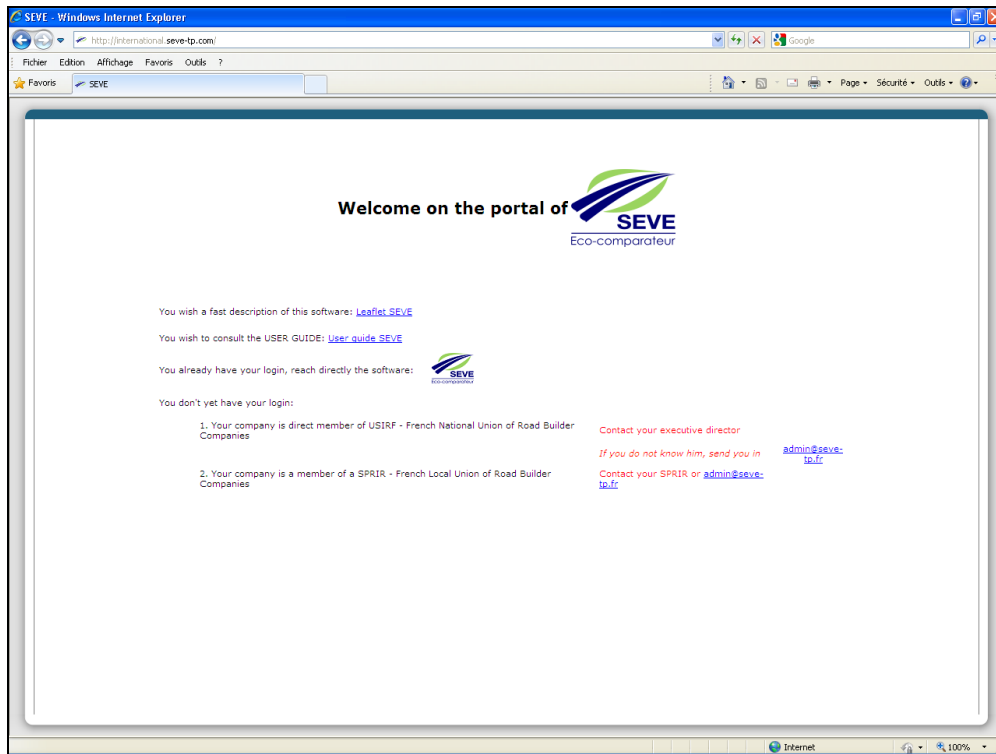 SEVE - Windows Internet Explorer
http://international.seve-tp.com/
Google
Fichier Edition Affichage Favoris Outils ?
Favoris
SEVE
Page
Sécurité
Outils
Welcome on the portal of
SEVE
Eco-comparateur
You wish a fast description of this software: Leaflet SEVE
You wish to consult the USER GUIDE: User guide SEVE
You already have your login, reach directly the software:
SEVE
Eco-comparateur
You don't yet have your login:
1. Your company is direct member of USIRF - French National Union of Road Builder
Companies
Contact your executive director
If you do not know him, send you in
admin@seve-
tp.fr
2. Your company is a member of a SPRIR - French Local Union of Road Builder
Companies
Contact your SPRIR or admin@seve-
tp.fr
Internet
100%